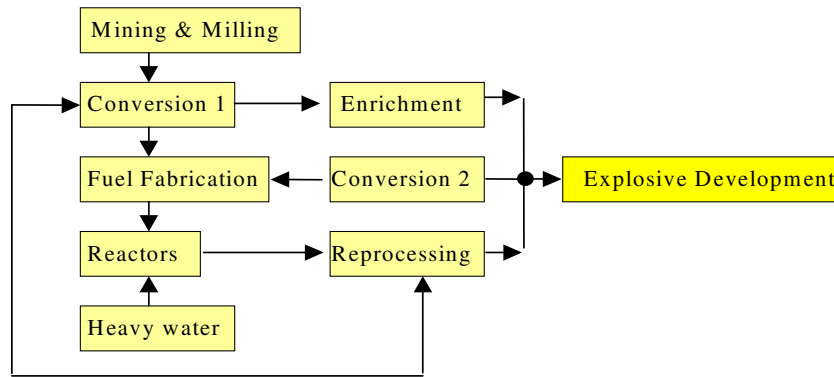 Mining & Milling
Conversion 1
Enrichment
Fuel Fabrication
Conversion 2
Explosive Development
Reactors
Reprocessing
Heavy water